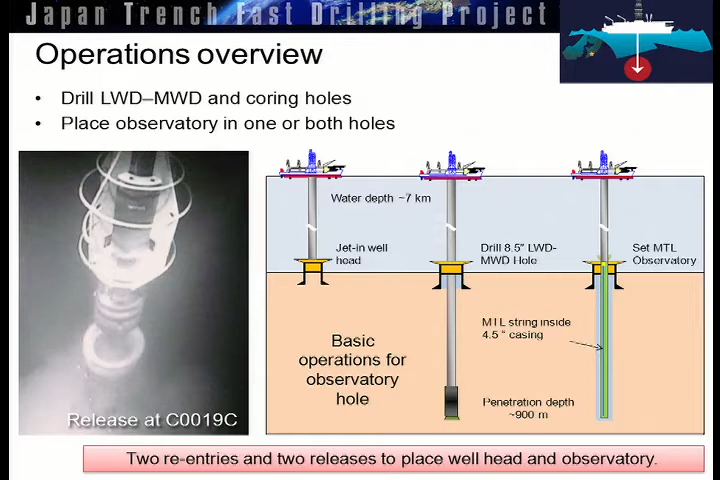 Japan Trench Fast Drilling Project
Operations overview
• Drill LWD–MWD and coring holes
• Place observatory in one or both holes
Release at C0019C
Water depth ~7 km
Jet-in well
head
Drill 8.5” LWD-
MWD Hole
Set MTL
Observatory
MTL string inside
4.5 “ casing
Basic
operations for
observatory
hole
Penetration depth
~900 m
Two re-entries and two releases to place well head and observatory.